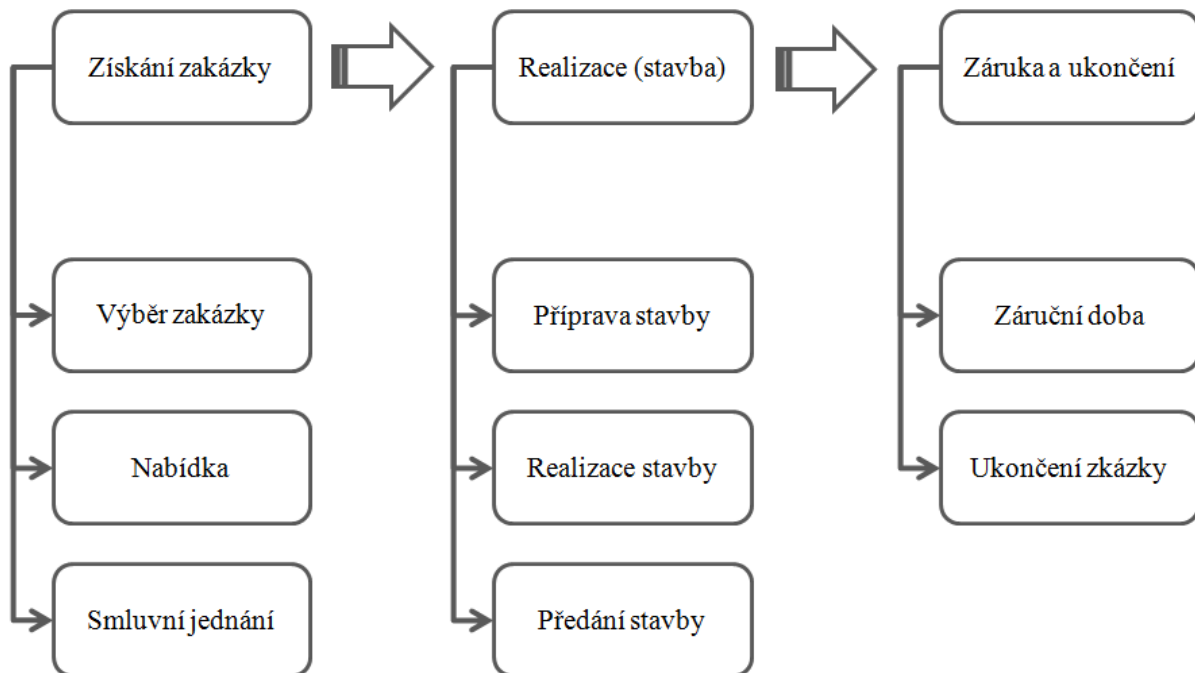 Získání zakázky
Realizace (stavba)
Záruka a ukončení
Výběr zakázky
Příprava stavby
Záruční doba
Nabídka
Realizace stavby
Ukončení zkázky
Smluvní jednání
Předání stavby